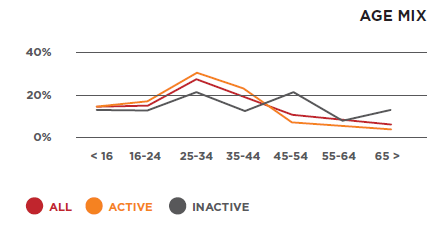 AGE MIX
40%
20%
0%
< 16 16-24 25-34 35-44 45-54 55-64 65 >
ALL ACTIVE INACTIVE